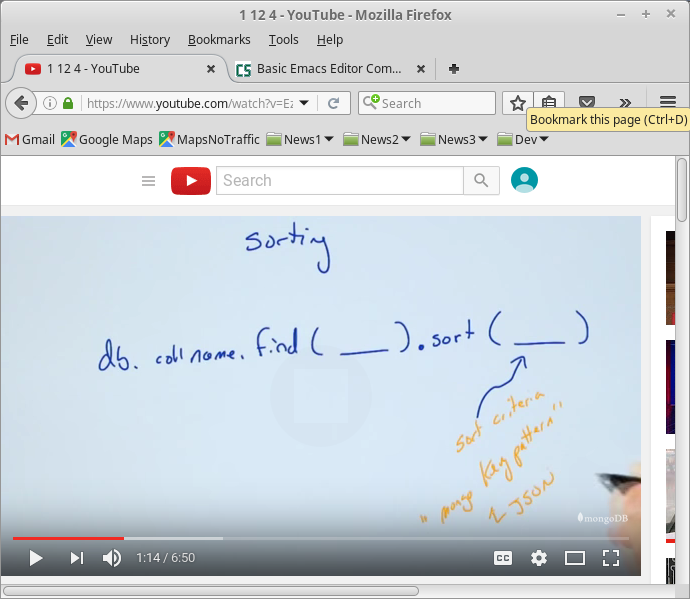 1 12 4 - YouTube - Mozilla Firefox
File Edit View History Bookmarks Tools Help
1 12 4 - YouTube
Basic Emacs Editor Com...
https://www.youtube.com/watch?v=Ez
Search
Bookmark this page (Ctrl+D)
Gmail Google Maps MapsNoTraffic News1 News2 News3 Dev
Search
sorting
db. collname. find ( ___ ).sort ( ___ )
sort criteria
"mongo key pattern"
JSON
mongoDB
1:14 / 6:50
CC